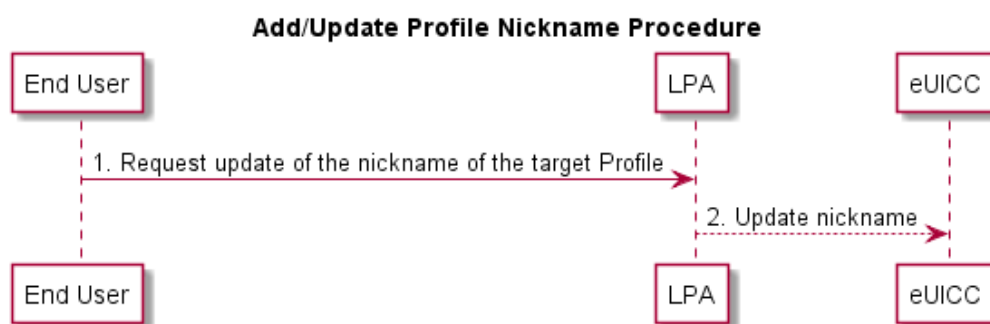 Add/Update Profile Nickname Procedure
End User LPA eUICC
1. Request update of the nickname of the target Profile
2. Update nickname
End User LPA eUICC